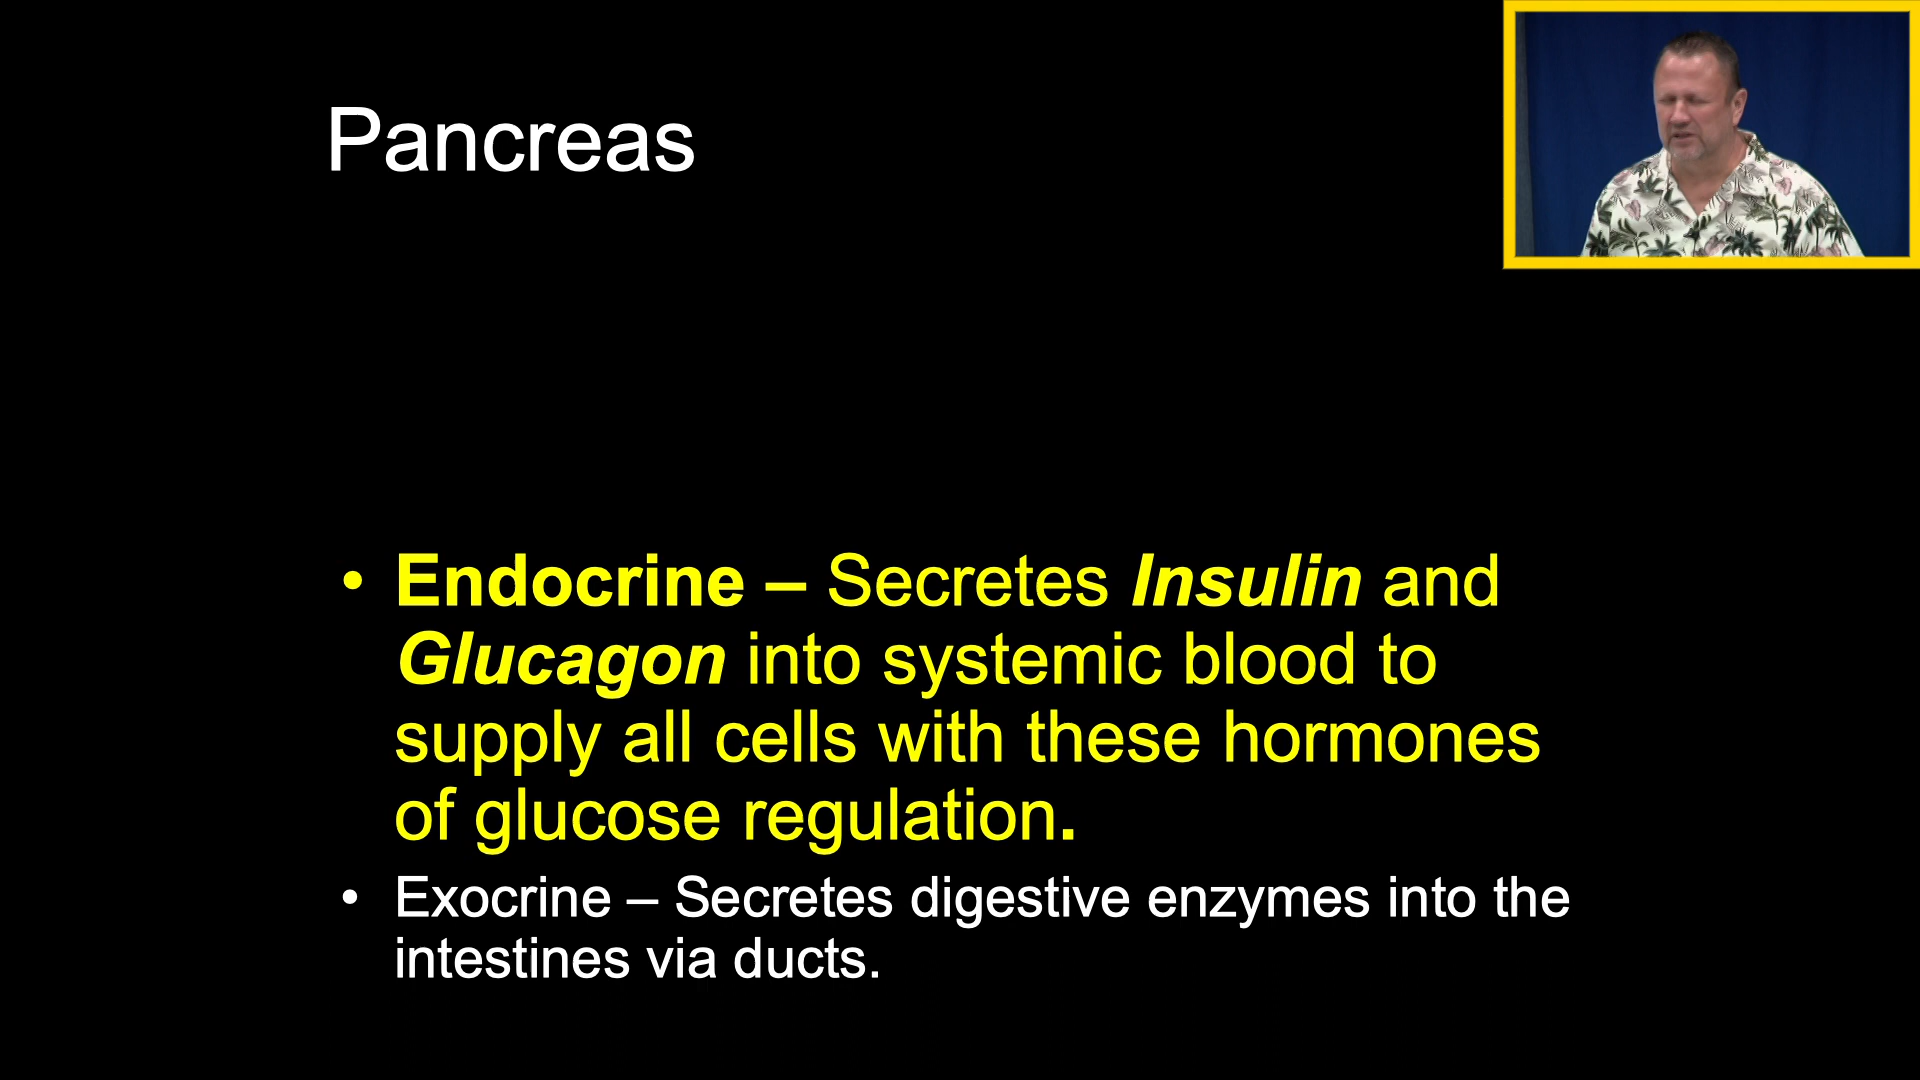 Pancreas
• Endocrine – Secretes Insulin and
Glucagon into systemic blood to
supply all cells with these hormones
of glucose regulation.
• Exocrine – Secretes digestive enzymes into the
intestines via ducts.